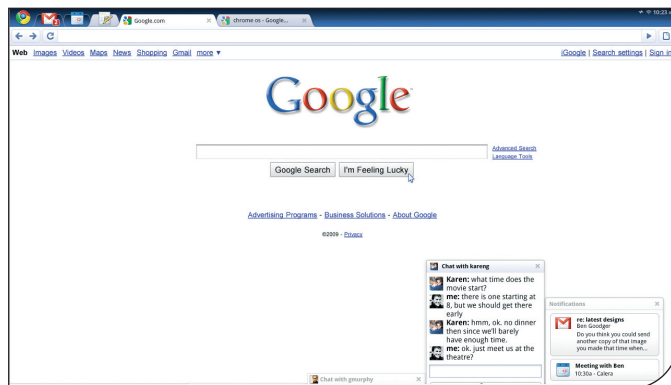 Google.com
chrome os - Google...
10:23
Web Images Videos Maps News Shopping Gmail more ▼
iGoogle | Search settings | Sign in
Google
Advanced Search
Language Tools
Google Search
I'm Feeling Lucky
Advertising Programs - Business Solutions - About Google
©2009 - Privacy
Chat with kareng
Karen: what time does the
movie start?
me: there is one starting at
8, but we should get there
early
Karen: hmm, ok. no dinner
then since we'll barely
have enough time.
me: ok. just meet us at the
theatre?
Chat with gmurphy
Notifications
re: latest designs
Ben Goodger
Do you think you could send
another copy of that image
you made that time when...
Meeting with Ben
10:30a - Calera